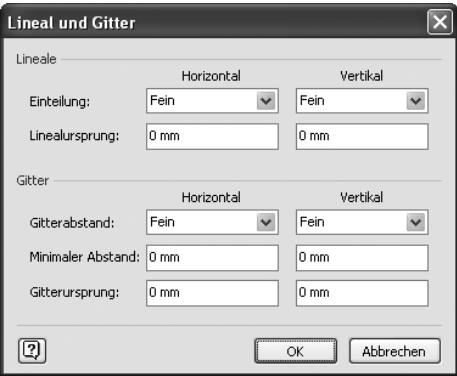 Lineal und Gitter
Lineale
Horizontal Vertikal
Einteilung: Fein Fein
Linealursprung: 0 mm 0 mm
Gitter
Horizontal Vertikal
Gitterabstand: Fein Fein
Minimaler Abstand: 0 mm 0 mm
Gitterursprung: 0 mm 0 mm
? OK Abbrechen